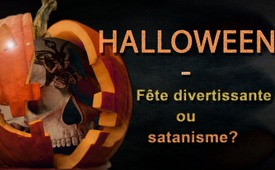 HALLOWEEN
-
Fête divertissante
ou
satanisme?